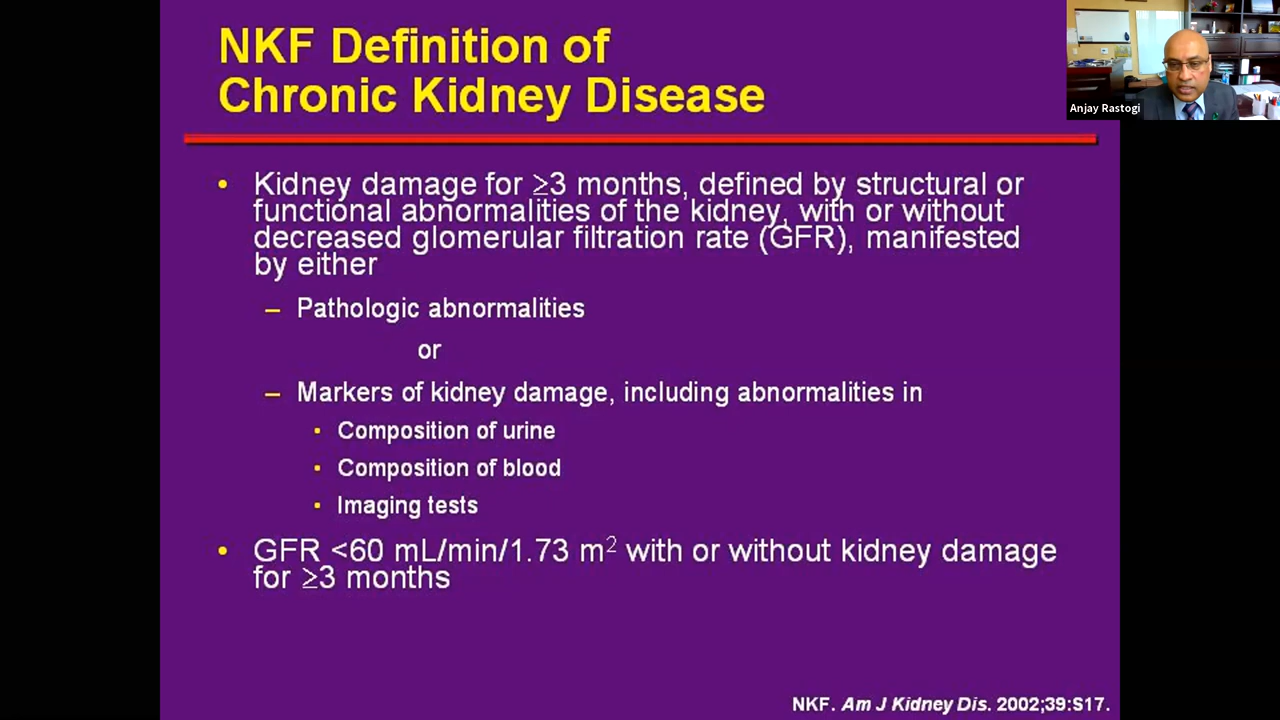 NKF Definition of
Chronic Kidney Disease
Anjay Rastogi
• Kidney damage for ≥3 months, defined by structural or
functional abnormalities of the kidney, with or without
decreased glomerular filtration rate (GFR), manifested
by either
– Pathologic abnormalities
or
– Markers of kidney damage, including abnormalities in
• Composition of urine
• Composition of blood
• Imaging tests
• GFR <60 mL/min/1.73 m² with or without kidney damage
for ≥3 months
NKF. Am J Kidney Dis. 2002;39:S17.